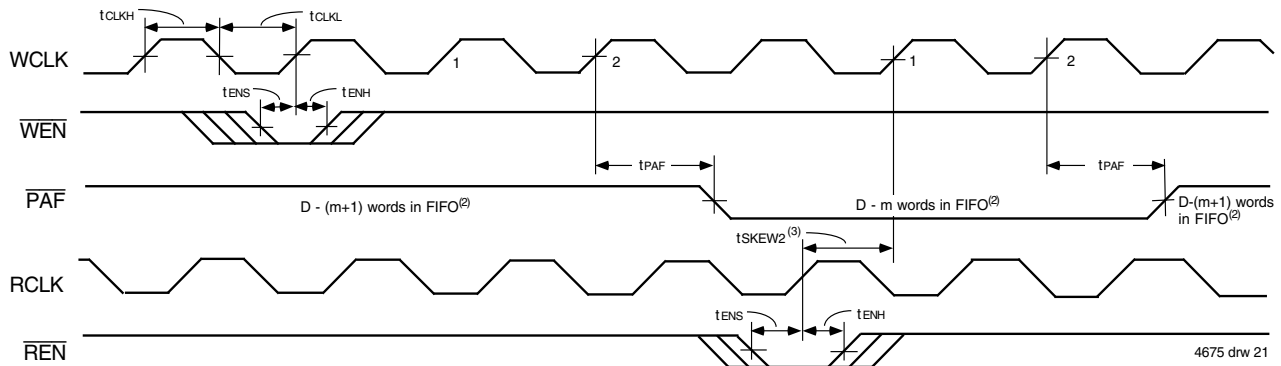 tCLKH
tCLKL
WCLK
1
2
1
2
tENS
tENH
WEN
tPAF
tPAF
PAF
D - (m+1) words in FIFO(2)
D - m words in FIFO(2)
D-(m+1) words
in FIFO(2)
tSKEW2(3)
RCLK
tENS
tENH
REN
4675 drw 21